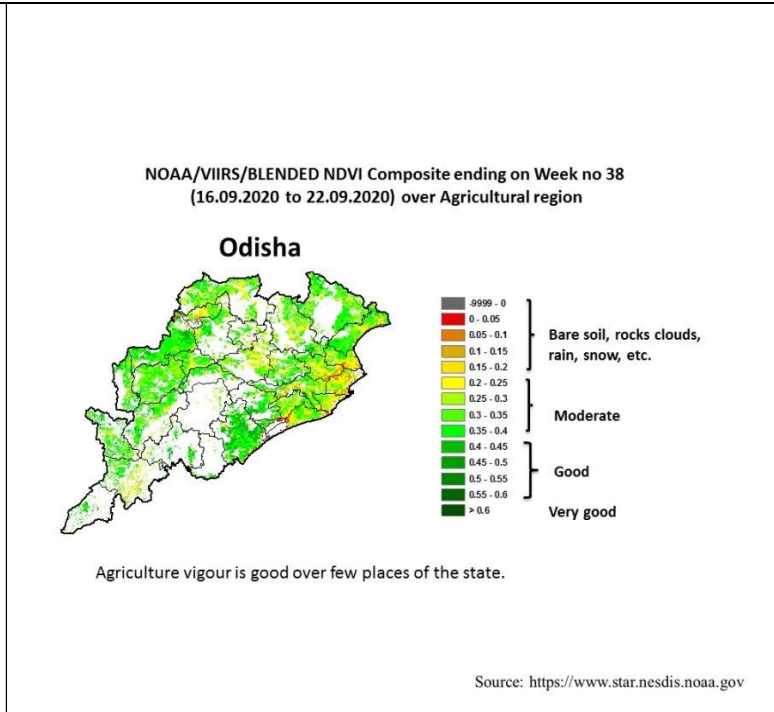 NOAA/VIIRS/BLENDED NDVI Composite ending on Week no 38
(16.09.2020 to 22.09.2020) over Agricultural region
Odisha
-9999 - 0
0 - 0.05
0.05 - 0.1
0.1 - 0.15
0.15 - 0.2
0.2 - 0.25
0.25 - 0.3
0.3 - 0.35
0.35 - 0.4
0.4 - 0.45
0.45 - 0.5
0.5 - 0.55
0.55 - 0.6
> 0.6
Bare soil, rocks clouds,
rain, snow, etc.
Moderate
Good
Very good
Agriculture vigour is good over few places of the state.
Source: https://www.star.nesdis.noaa.gov